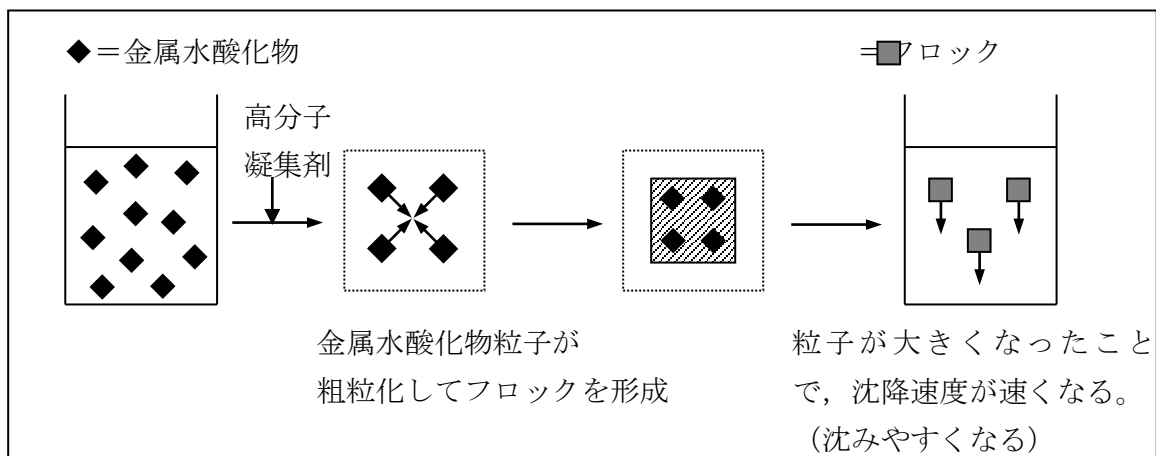 ◆＝金属水酸化物
＝フロック
高分子
凝集剤
金属水酸化物粒子が
粗粒化してフロックを形成
粒子が大きくなったこと
で，沈降速度が速くなる。
（沈みやすくなる）